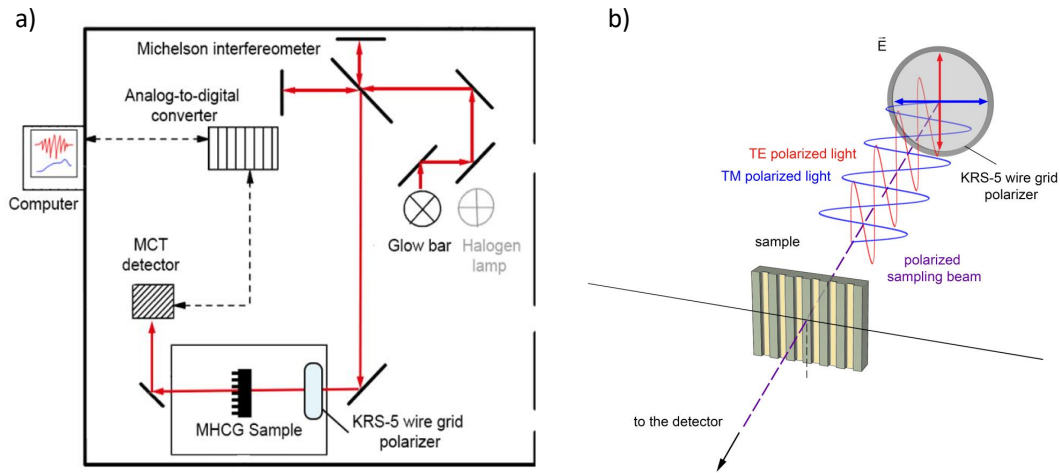 a)
Michelson interfereometer
Analog-to-digital
converter
Computer
Glow bar
Halogen
lamp
MCT
detector
MHCG Sample
KRS-5 wire grid
polarizer
b)
E
TE polarized light
TM polarized light
KRS-5 wire grid
polarizer
sample
polarized
sampling beam
to the detector